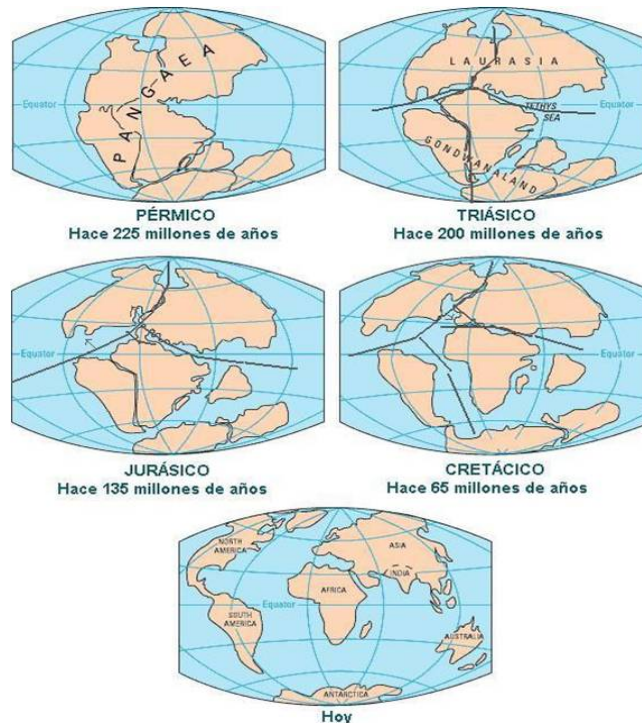 PANGAEA
Equator
PÉRMICO
Hace 225 millones de años
LAURASIA
TETHYS
SEA
Equator
GONDWANALAND
TRIÁSICO
Hace 200 millones de años
Equator
JURÁSICO
Hace 135 millones de años
Equator
CRETÁCICO
Hace 65 millones de años
NORTH
AMERICA
ASIA
INDIA
AFRICA
Equator
SOUTH
AMERICA
AUSTRALIA
ANTARCTICA
Hoy